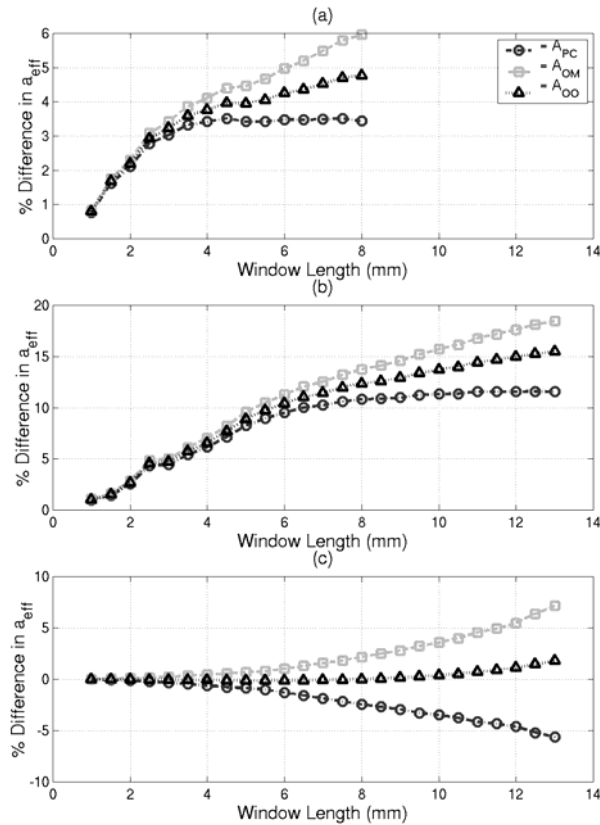 (a)
6
5
4
3
2
1
0
% Difference in a_eff
= A_PC
= A_OM
= A_OO
0 2 4 6 8 10 12 14
Window Length (mm)
(b)
20
15
10
5
0
% Difference in a_eff
0 2 4 6 8 10 12 14
Window Length (mm)
(c)
10
5
0
-5
-10
% Difference in a_eff
0 2 4 6 8 10 12 14
Window Length (mm)